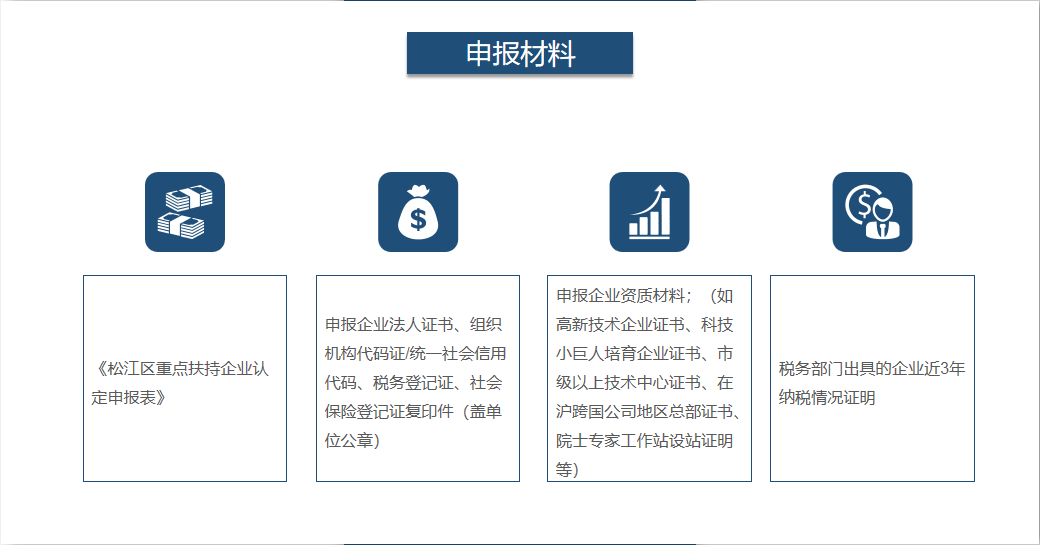 申报材料
《松江区重点扶持企业认
定申报表》
申报企业法人证书、组织
机构代码证/统一社会信用
代码、税务登记证、社会
保险登记证复印件（盖单
位公章）
申报企业资质材料；（如
高新技术企业证书、科技
小巨人培育企业证书、市
级以上技术中心证书、在
沪跨国公司地区总部证书、
院士专家工作站设站证明
等）
税务部门出具的企业近3年
纳税情况证明